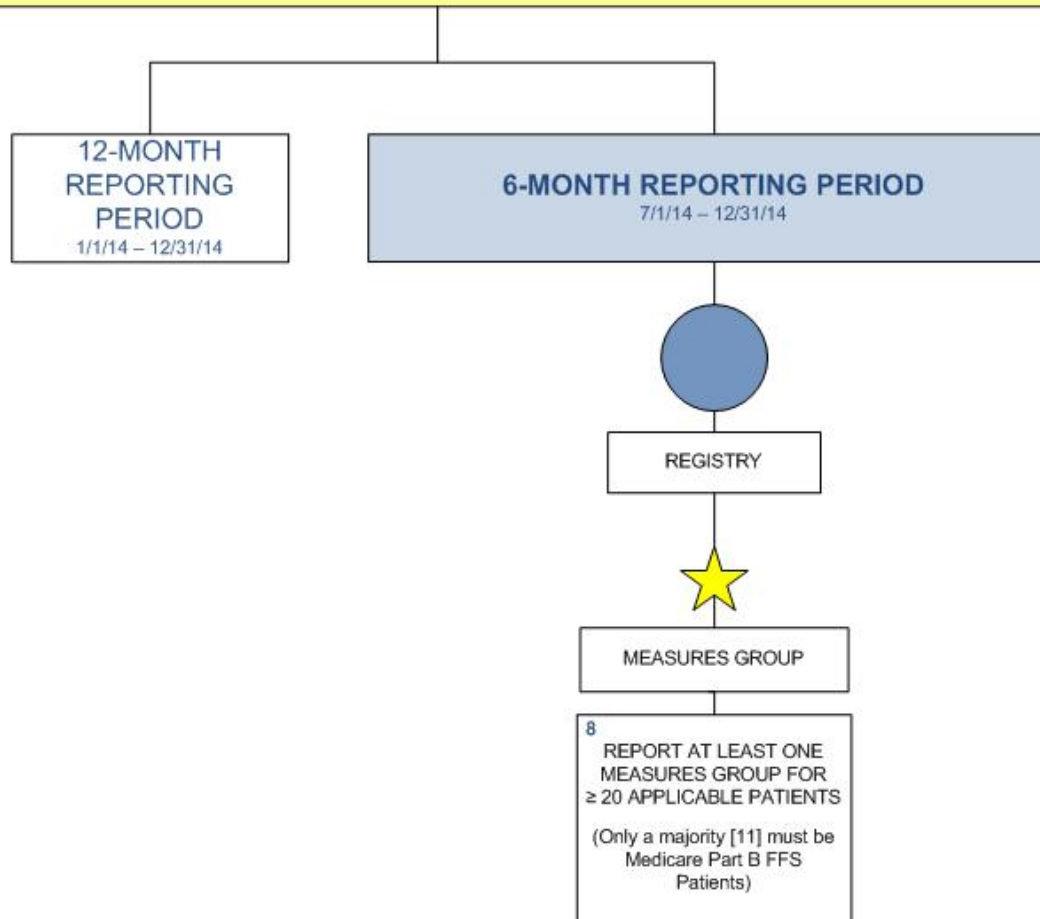 12-MONTH
REPORTING
PERIOD
1/1/14 – 12/31/14
6-MONTH REPORTING PERIOD
7/1/14 – 12/31/14
REGISTRY
MEASURES GROUP
8
REPORT AT LEAST ONE
MEASURES GROUP FOR
≥ 20 APPLICABLE PATIENTS
(Only a majority [11] must be
Medicare Part B FFS
Patients)